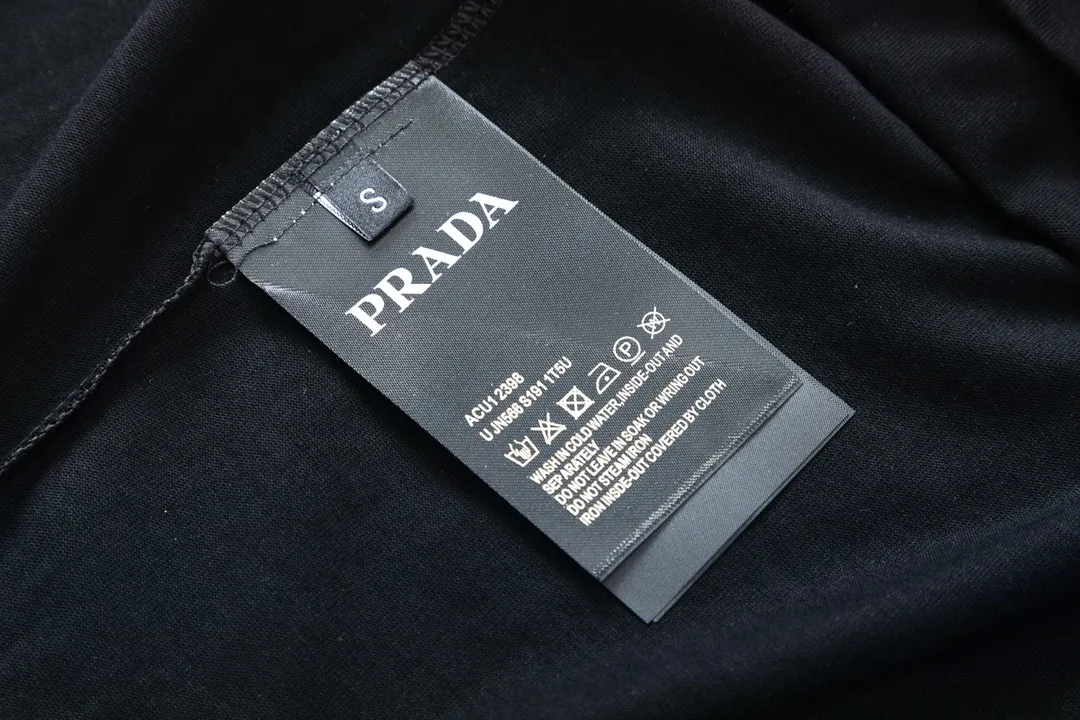 S
PRADA
ACU1 2398
U JN566 S191 1T5U
P
W
WASH IN COLD WATER,INSIDE-OUT AND
SEPARATELY
DO NOT LEAVE IN SOAK OR WRING OUT
DO NOT STEAM IRON
IRON INSDE-OUT COVERED BY CLOTH